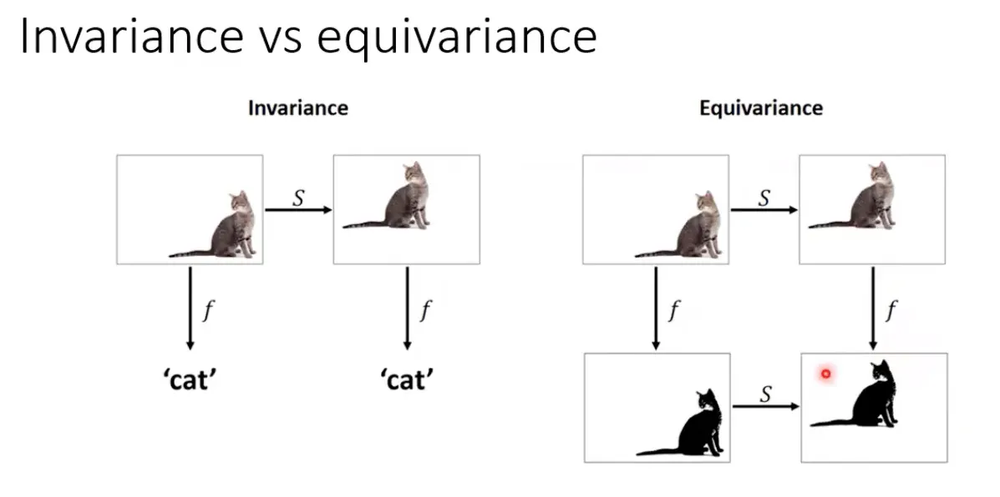 Invariance vs equivariance
Invariance
Equivariance
S
S
f
f
f
f
‘cat’
‘cat’
S